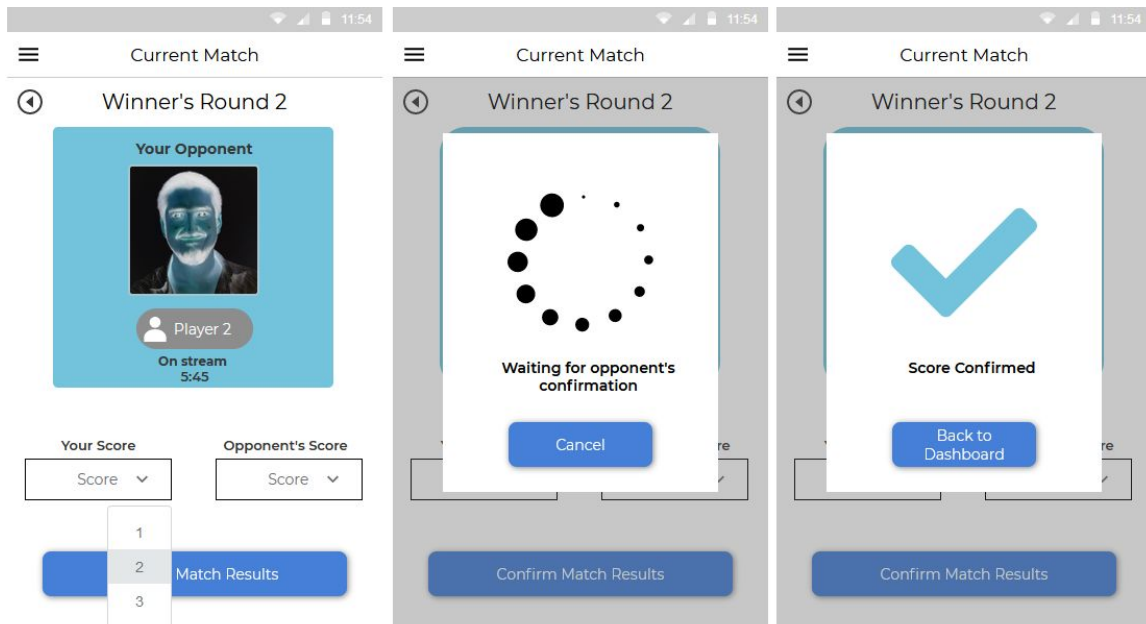 11:54
Current Match
Winner's Round 2
Your Opponent
Player 2
On stream
5:45
Your Score
Opponent's Score
Score
Score
1
2
3
Match Results
11:54
Current Match
Winner's Round 2
Waiting for opponent's
confirmation
Cancel
re
Confirm Match Results
11:54
Current Match
Winner's Round 2
Score Confirmed
Back to
Dashboard
re
Confirm Match Results